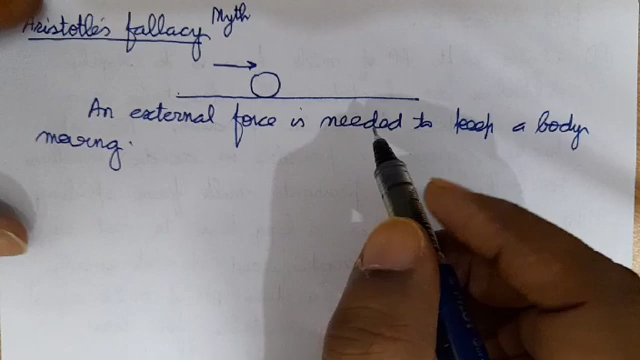 Aristotle's fallacy Myth
An external force is needed to keep a body
moving.